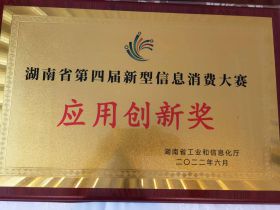 湖南省第四届新型信息消费大赛
应用创新奖
湖南省工业和信息化厅
二〇二二年六月